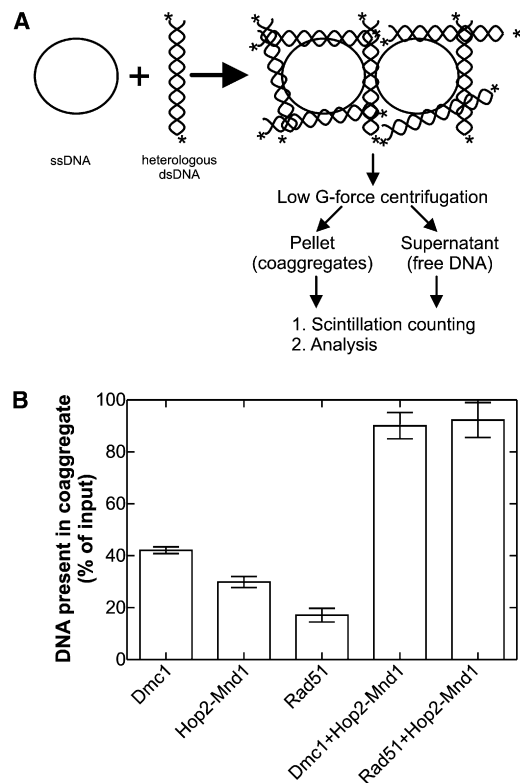 A
+
ssDNA
heterologous
dsDNA
Low G-force centrifugation
Pellet
(coaggregates)
Supernatant
(free DNA)
1. Scintillation counting
2. Analysis
B
DNA present in coaggregate
(% of input)
100
80
60
40
20
0
Dmc1
Hop2-Mnd1
Rad51
Dmc1+Hop2-Mnd1
Rad51+Hop2-Mnd1